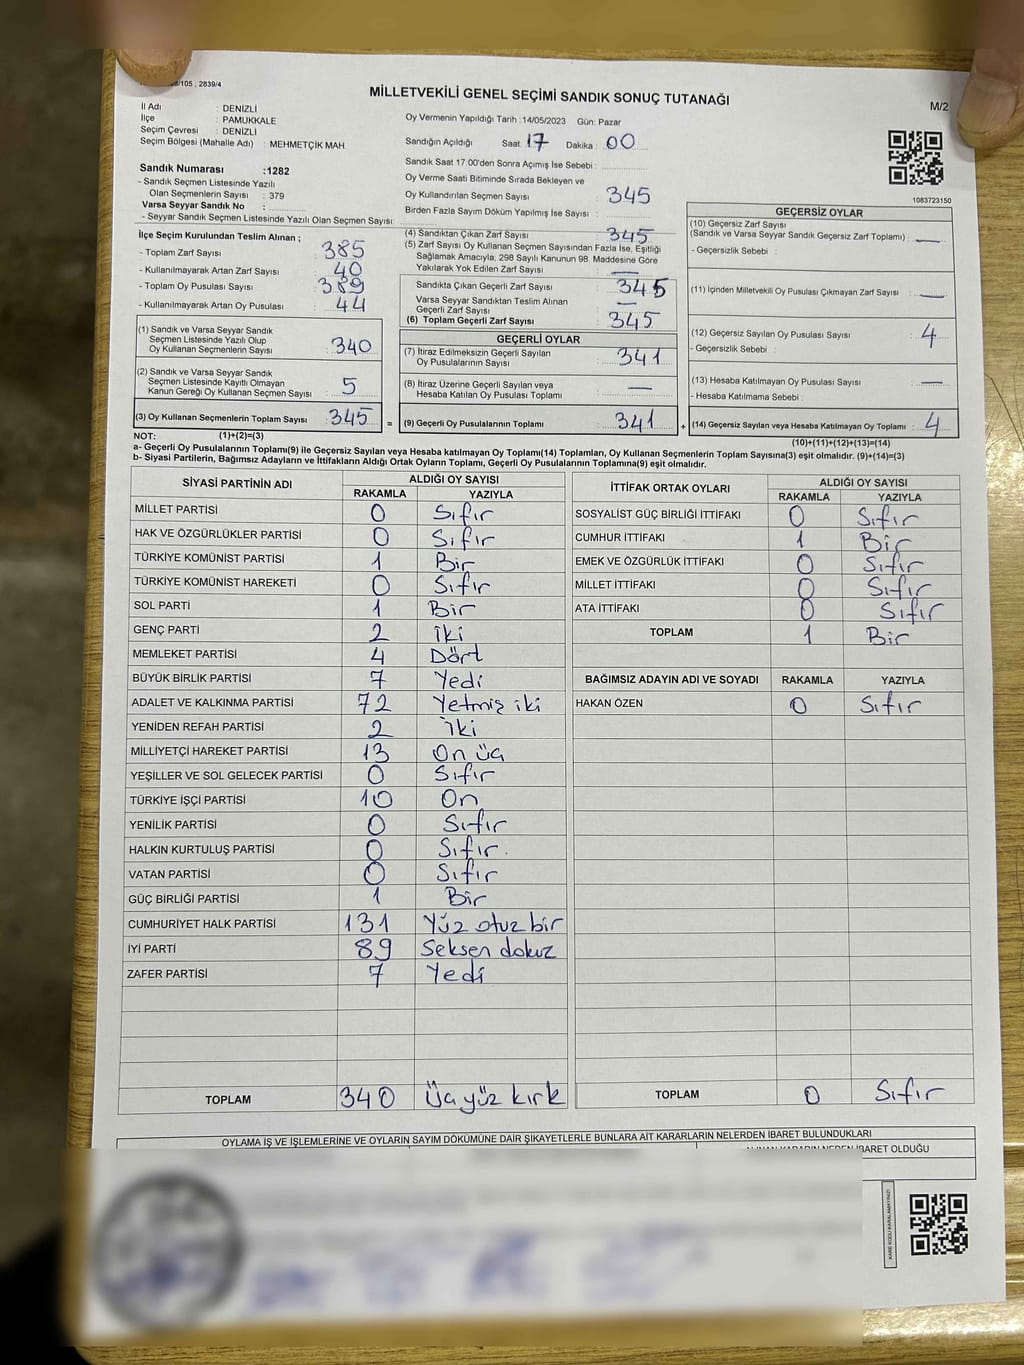 /105 , 2839/4
MİLLETVEKİLİ GENEL SEÇİMİ SANDIK SONUÇ TUTANAĞI
M/2
İl Adı : DENİZLİ
İlçe : PAMUKKALE
Seçim Çevresi : DENİZLİ
Seçim Bölgesi (Mahalle Adı) : MEHMETÇİK MAH.
Oy Vermenin Yapıldığı Tarih :14/05/2023 Gün: Pazar
Sandığın Açıldığı Saat: 17 Dakika: 00
Sandık Saat 17:00'den Sonra Açımış İse Sebebi :
Oy Verme Saati Bitiminde Sırada Bekleyen ve
Oy Kullandırılan Seçmen Sayısı : 345
Birden Fazla Sayım Döküm Yapılmış İse Sayısı :
1083723150
Sandık Numarası :1282
- Sandık Seçmen Listesinde Yazılı
Olan Seçmenlerin Sayısı : 379
Varsa Seyyar Sandık No :
- Seyyar Sandık Seçmen Listesinde Yazılı Olan Seçmen Sayısı:
İlçe Seçim Kurulundan Teslim Alınan ;
- Toplam Zarf Sayısı : 385
- Kullanılmayarak Artan Zarf Sayısı : 40
- Toplam Oy Pusulası Sayısı : 389
- Kullanılmayarak Artan Oy Pusulası : 44
(1) Sandık ve Varsa Seyyar Sandık
Seçmen Listesinde Yazılı Olup
Oy Kullanan Seçmenlerin Sayısı : 340
(2) Sandık ve Varsa Seyyar Sandık
Seçmen Listesinde Kayıtlı Olmayan
Kanun Gereği Oy Kullanan Seçmen Sayısı : 5
(3) Oy Kullanan Seçmenlerin Toplam Sayısı : 345 =
(1)+(2)=(3)
(4) Sandıktan Çıkan Zarf Sayısı : 345
(5) Zarf Sayısı Oy Kullanan Seçmen Sayısından Fazla İse, Eşitliği
Sağlamak Amacıyla; 298 Sayılı Kanunun 98. Maddesine Göre
Yakılarak Yok Edilen Zarf Sayısı : —
Sandıkta Çıkan Geçerli Zarf Sayısı : 345
Varsa Seyyar Sandıktan Teslim Alınan
Geçerli Zarf Sayısı : —
(6) Toplam Geçerli Zarf Sayısı : 345
GEÇERLİ OYLAR
(7) İtiraz Edilmeksizin Geçerli Sayılan
Oy Pusulalarının Sayısı : 341
(8) İtiraz Üzerine Geçerli Sayılan veya
Hesaba Katılan Oy Pusulası Toplamı : —
(9) Geçerli Oy Pusulalarının Toplamı : 341 +
GEÇERSİZ OYLAR
(10) Geçersiz Zarf Sayısı
(Sandık ve Varsa Seyyar Sandık Geçersiz Zarf Toplamı) : —
- Geçersizlik Sebebi :
(11) İçinden Milletvekili Oy Pusulası Çıkmayan Zarf Sayısı : —
(12) Geçersiz Sayılan Oy Pusulası Sayısı : 4
- Geçersizlik Sebebi :
(13) Hesaba Katılmayan Oy Pusulası Sayısı : —
- Hesaba Katılmama Sebebi :
(14) Geçersiz Sayılan veya Hesaba Katılmayan Oy Toplamı : 4
(10)+(11)+(12)+(13)=(14)
NOT:
a- Geçerli Oy Pusulalarının Toplamı(9) ile Geçersiz Sayılan veya Hesaba katılmayan Oy Toplamı(14) Toplamları, Oy Kullanan Seçmenlerin Toplam Sayısına(3) eşit olmalıdır. (9)+(14)=(3)
b- Siyasi Partilerin, Bağımsız Adayların ve İttifakların Aldığı Ortak Oyların Toplamı, Geçerli Oy Pusulalarının Toplamına(9) eşit olmalıdır.
SİYASİ PARTİNİN ADI ALDIĞI OY SAYISI
RAKAMLA YAZIYLA
MİLLET PARTİSİ 0 Sıfır
HAK VE ÖZGÜRLÜKLER PARTİSİ 0 Sıfır
TÜRKİYE KOMÜNİST PARTİSİ 1 Bir
TÜRKİYE KOMÜNİST HAREKETİ 0 Sıfır
SOL PARTİ 1 Bir
GENÇ PARTİ 2 İki
MEMLEKET PARTİSİ 4 Dört
BÜYÜK BİRLİK PARTİSİ 7 Yedi
ADALET VE KALKINMA PARTİSİ 72 Yetmiş iki
YENİDEN REFAH PARTİSİ 2 İki
MİLLİYETÇİ HAREKET PARTİSİ 13 On üç
YEŞİLLER VE SOL GELECEK PARTİSİ 0 Sıfır
TÜRKİYE İŞÇİ PARTİSİ 10 On
YENİLİK PARTİSİ 0 Sıfır
HALKIN KURTULUŞ PARTİSİ 0 Sıfır.
VATAN PARTİSİ 0 Sıfır
GÜÇ BİRLİĞİ PARTİSİ 1 Bir
CUMHURİYET HALK PARTİSİ 131 Yüz otuz bir
İYİ PARTİ 89 Seksen dokuz
ZAFER PARTİSİ 7 Yedi
TOPLAM 340 Üç yüz kırk
İTTİFAK ORTAK OYLARI ALDIĞI OY SAYISI
RAKAMLA YAZIYLA
SOSYALİST GÜÇ BİRLİĞİ İTTİFAKI 0 Sıfır
CUMHUR İTTİFAKI 1 Bir
EMEK VE ÖZGÜRLÜK İTTİFAKI 0 Sıfır
MİLLET İTTİFAKI 0 Sıfır
ATA İTTİFAKI 0 Sıfır
TOPLAM 1 Bir
BAĞIMSIZ ADAYIN ADI VE SOYADI RAKAMLA YAZIYLA
HAKAN ÖZEN 0 Sıfır
TOPLAM 0 Sıfır
OYLAMA İŞ VE İŞLEMLERİNE VE OYLARIN SAYIM DÖKÜMÜNE DAİR ŞİKAYETLERLE BUNLARA AİT KARARLARIN NELERDEN İBARET BULUNDUKLARI
İBARET OLDUĞU
KARE KODU KARALAMAYINIZ!